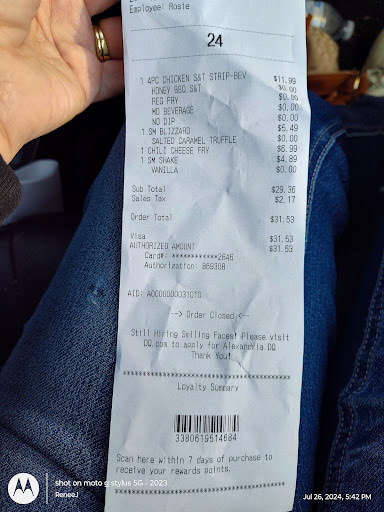 Employee: Rosie
24
1 4PC CHICKEN S&T STRIP-BEV $11.99
HONEY BBQ S&T $0.00
REG FRY $0.00
MD BEVERAGE $0.00
NO DIP $0.00
1 SM BLIZZARD $5.49
SALTED CARAMEL TRUFFLE $0.00
1 CHILI CHEESE FRY $6.99
1 SM SHAKE $4.89
VANILLA $0.00
Sub Total $29.36
Sales Tax $2.17
Order Total $31.53
Visa $31.53
AUTHORIZED AMOUNT $31.53
Card#: ************2646
Authorization: 869308
AID: A0000000031010
--> Order Closed <--
Still Hiring Selling Faces! Please visit
DQ.com to apply for Alexandria DQ
Thank You!
Loyalty Summary
3380619514684
Scan here within 7 days of purchase to
receive your rewards points.
shot on moto g stylus 5G - 2023
ReneeJ
Jul 26, 2024, 5:42 PM